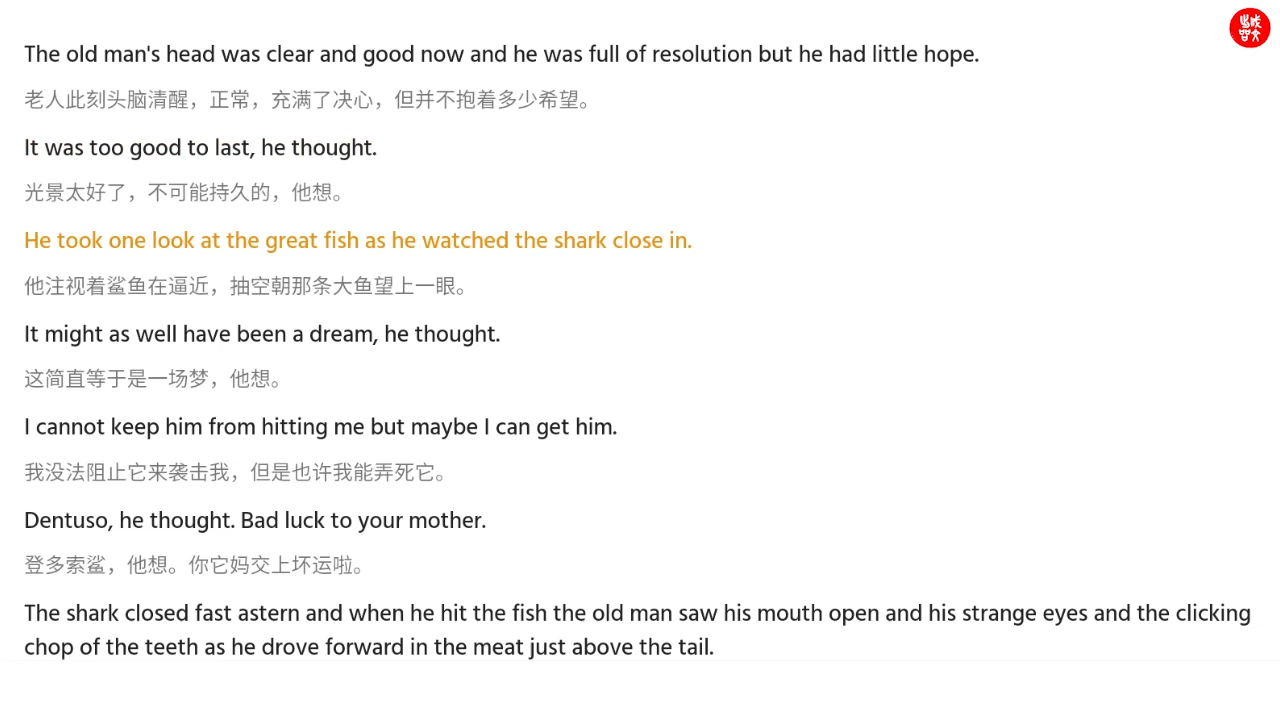 The old man's head was clear and good now and he was full of resolution but he had little hope.
老人此刻头脑清醒，正常，充满了决心，但并不抱着多少希望。
It was too good to last, he thought.
光景太好了，不可能持久的，他想。
He took one look at the great fish as he watched the shark close in.
他注视着鲨鱼在逼近，抽空朝那条大鱼望上一眼。
It might as well have been a dream, he thought.
这简直等于是一场梦，他想。
I cannot keep him from hitting me but maybe I can get him.
我没法阻止它来袭击我，但是也许我能弄死它。
Dentuso, he thought. Bad luck to your mother.
登多索鲨，他想。你它妈交上坏运啦。
The shark closed fast astern and when he hit the fish the old man saw his mouth open and his strange eyes and the clicking
chop of the teeth as he drove forward in the meat just above the tail.